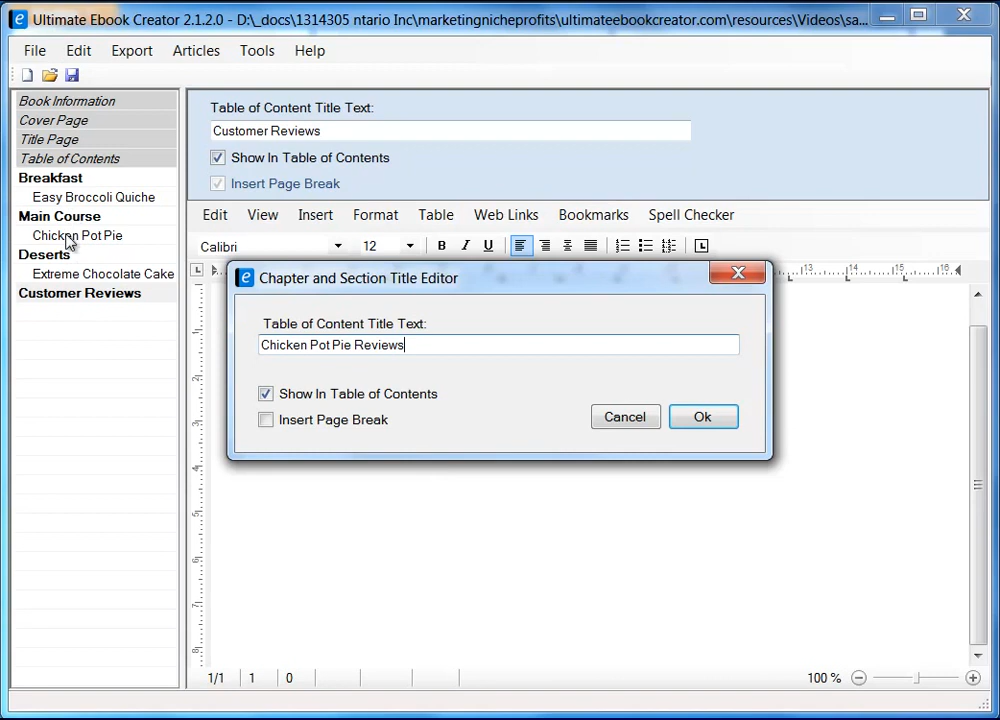 Ultimate Ebook Creator 2.1.2.0 - D:\_docs\1314305 ntario Inc\marketingnicheprofits\ultimateebookcreator.com\resources\Videos\sa...
File Edit Export Articles Tools Help
Book Information
Cover Page
Title Page
Table of Contents
Breakfast
Easy Broccoli Quiche
Main Course
Chicken Pot Pie
Deserts
Extreme Chocolate Cake
Customer Reviews
Table of Content Title Text:
Customer Reviews
Show In Table of Contents
Insert Page Break
Edit View Insert Format Table Web Links Bookmarks Spell Checker
Calibri 12 B I U
13 14 15 16
Chapter and Section Title Editor
Table of Content Title Text:
Chicken Pot Pie Reviews
Show In Table of Contents
Insert Page Break
Cancel Ok
1/1 1 0 100 %